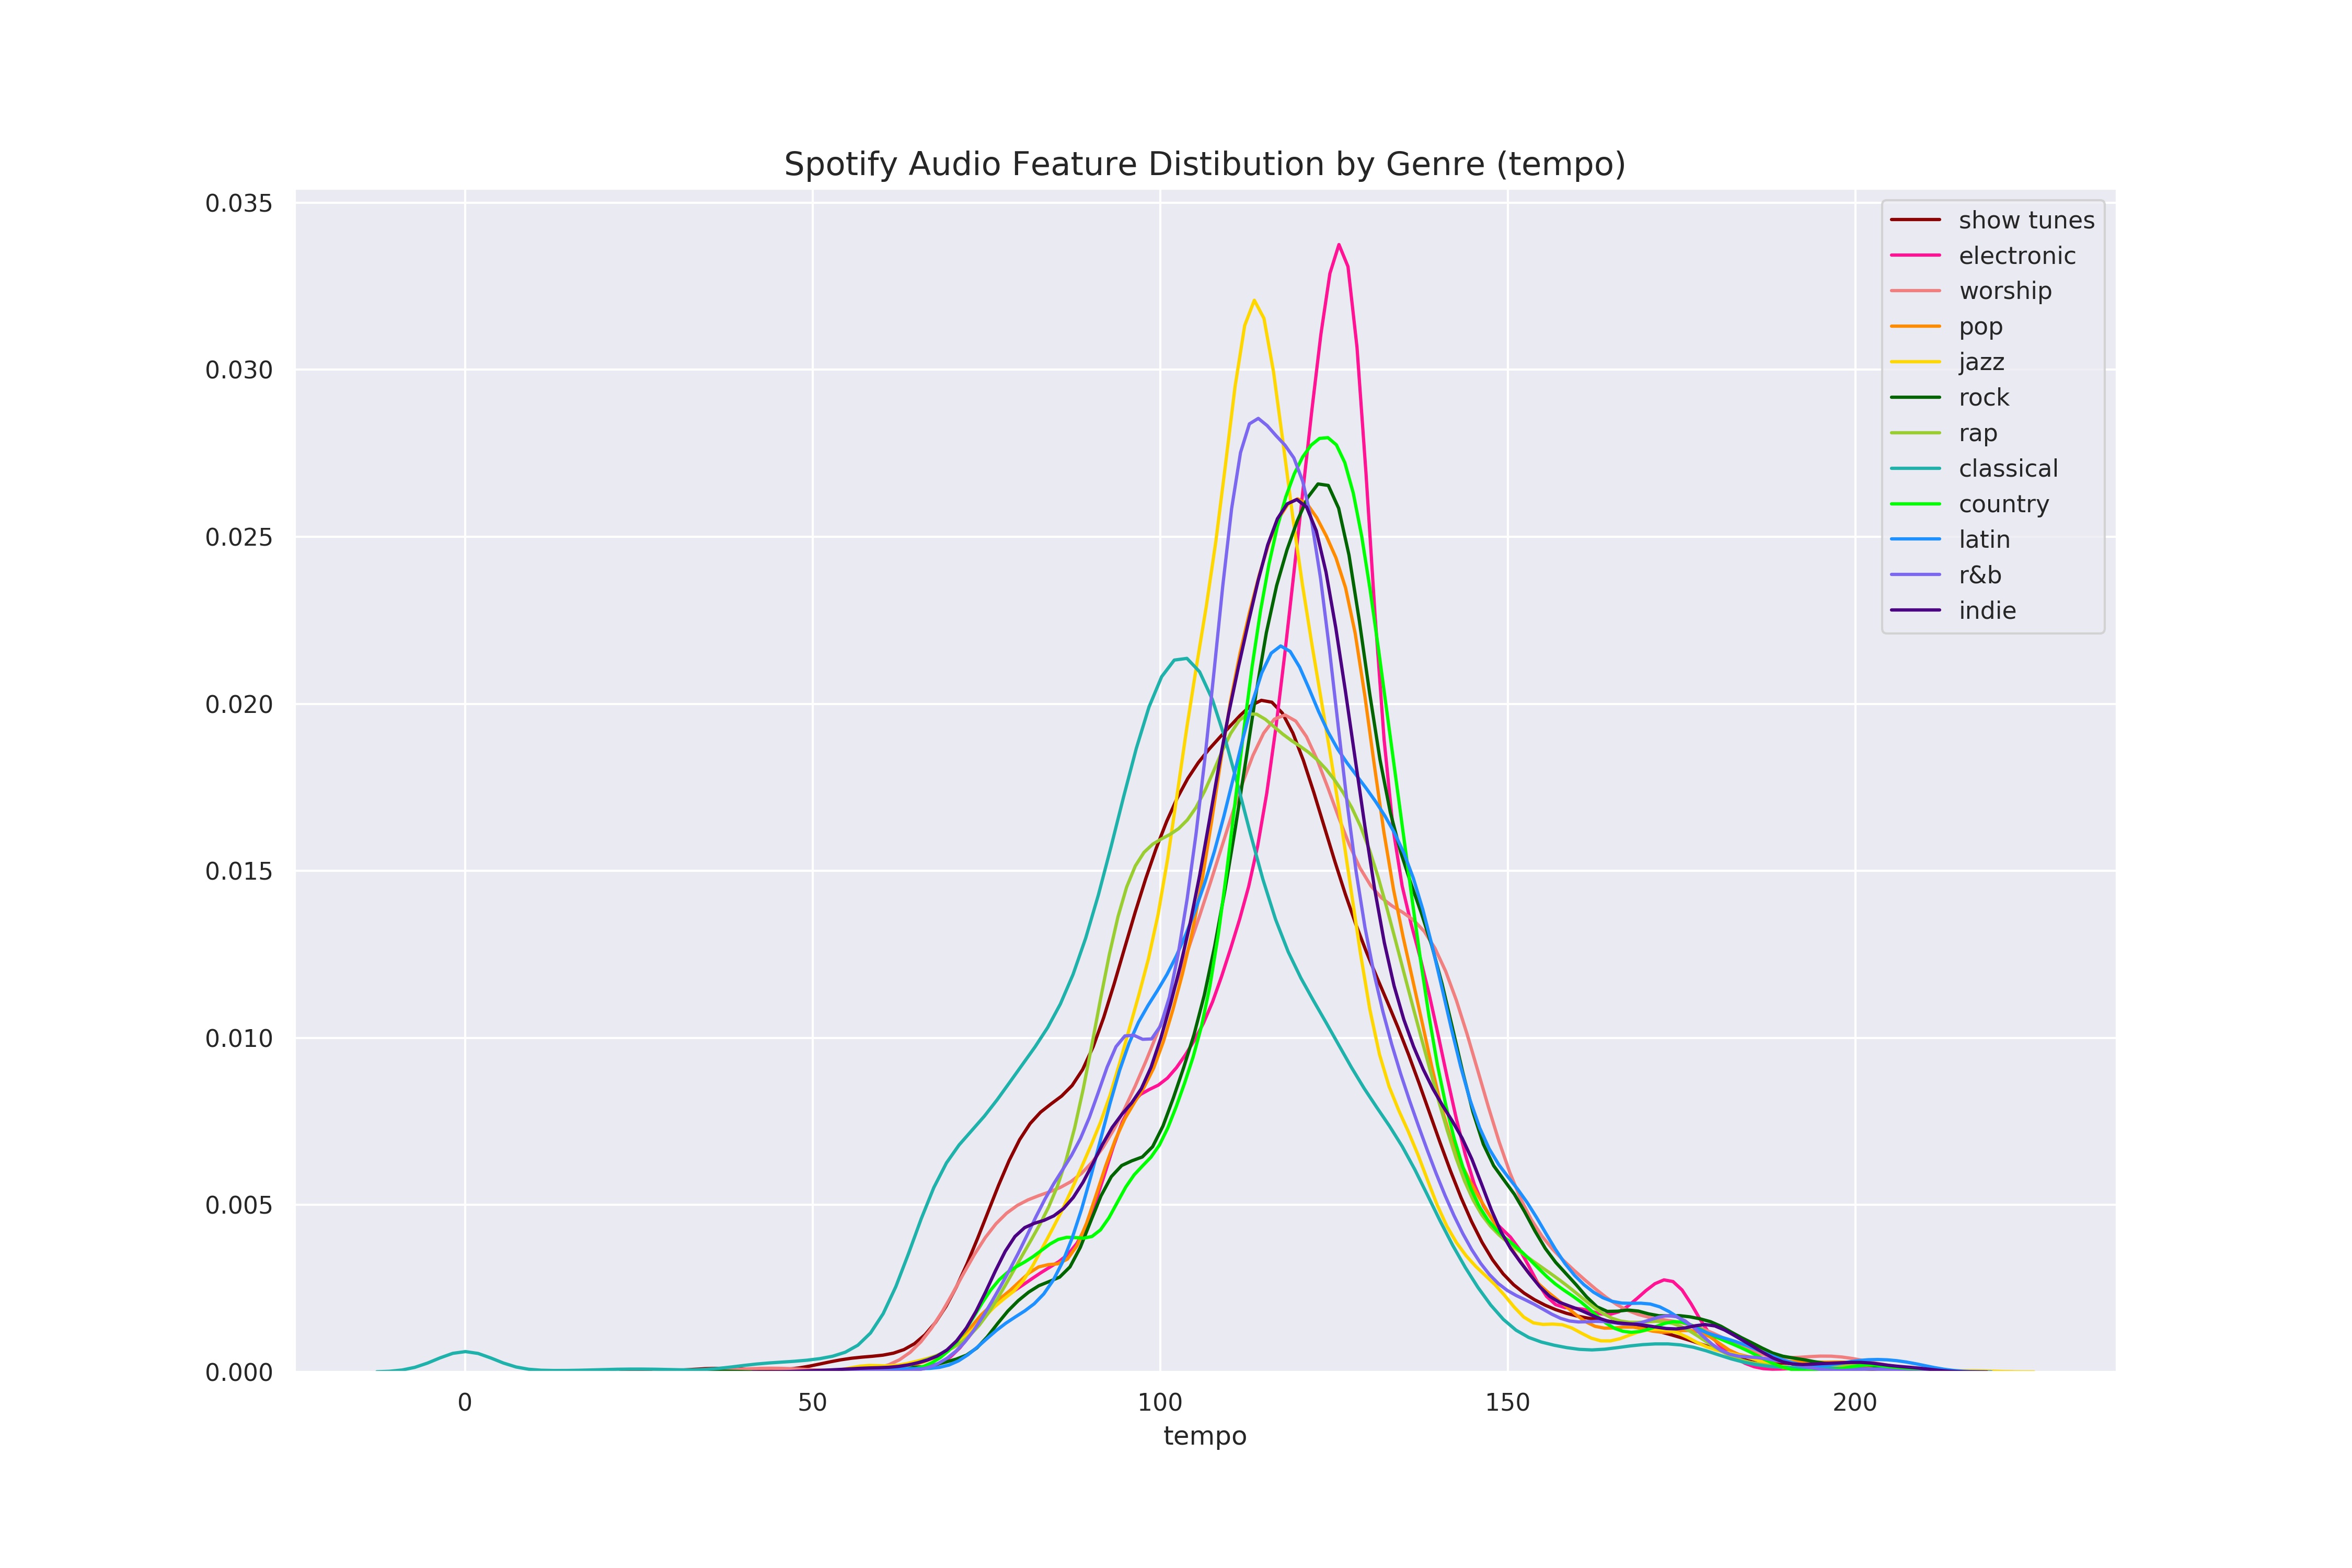 Spotify Audio Feature Distibution by Genre (tempo)
0.035
0.030
0.025
0.020
0.015
0.010
0.005
0.000
0 50 100 150 200
tempo
show tunes
electronic
worship
pop
jazz
rock
rap
classical
country
latin
r&b
indie